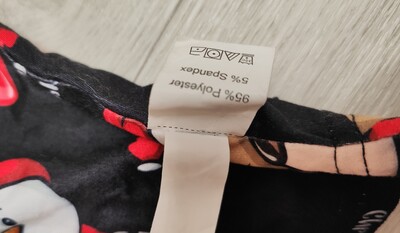 95% Polyester
5% Spandex